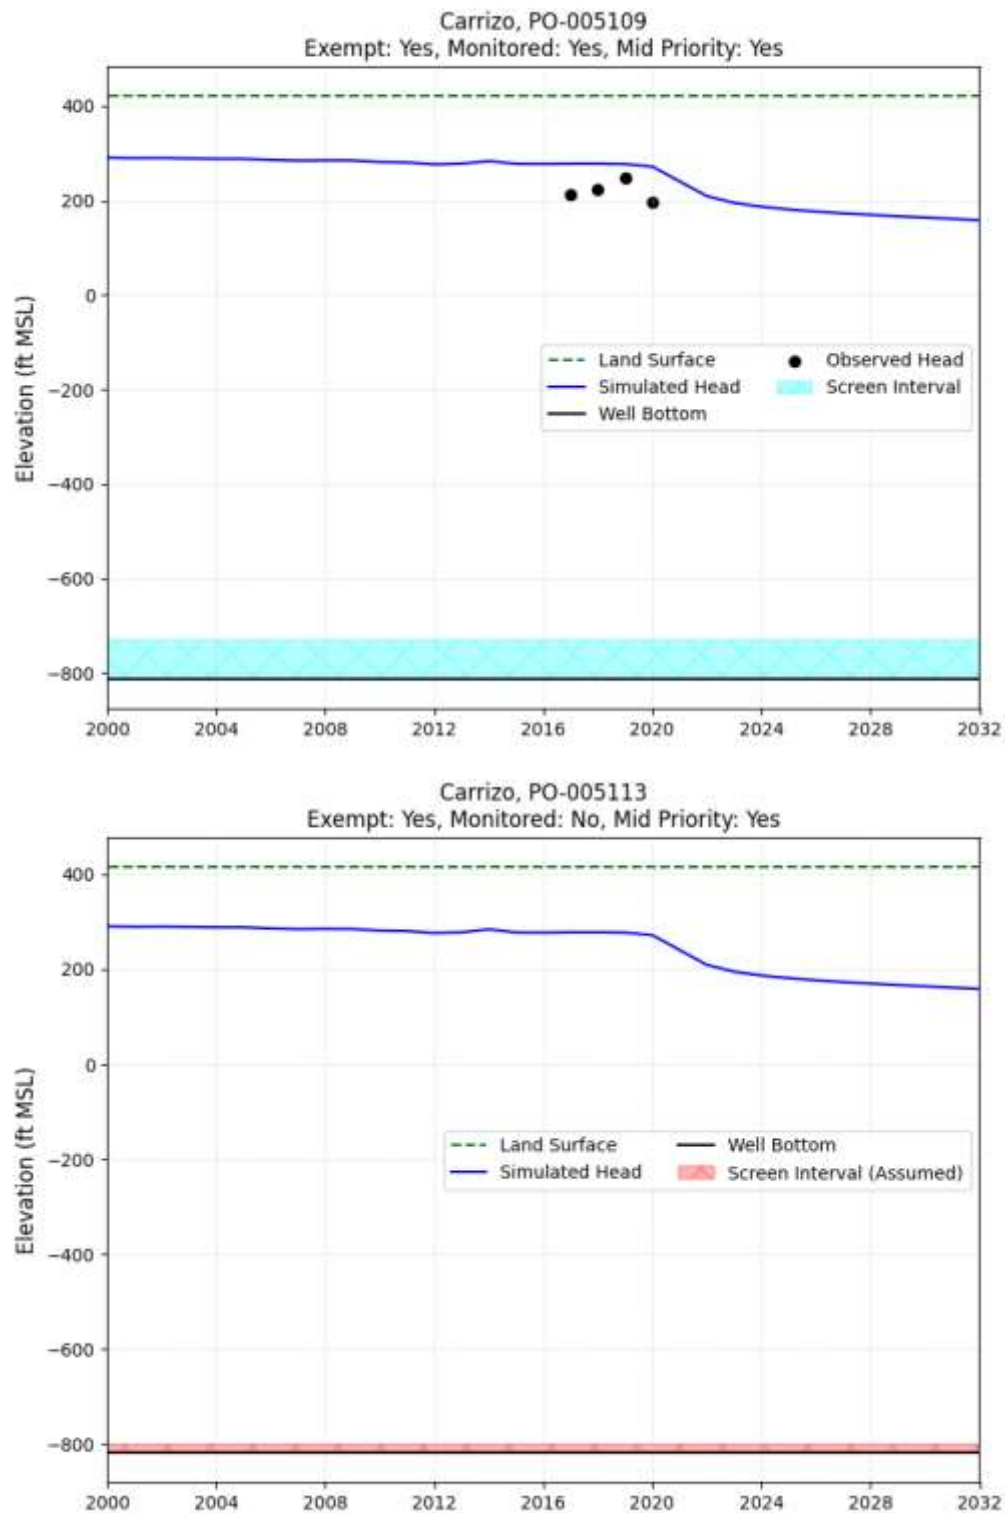 Carrizo, PO-005109
Exempt: Yes, Monitored: Yes, Mid Priority: Yes
Elevation (ft MSL)
400
200
0
−200
−400
−600
−800
Land Surface
Simulated Head
Well Bottom
Observed Head
Screen Interval
2000 2004 2008 2012 2016 2020 2024 2028 2032
Carrizo, PO-005113
Exempt: Yes, Monitored: No, Mid Priority: Yes
Elevation (ft MSL)
400
200
0
−200
−400
−600
−800
Land Surface
Simulated Head
Well Bottom
Screen Interval (Assumed)
2000 2004 2008 2012 2016 2020 2024 2028 2032